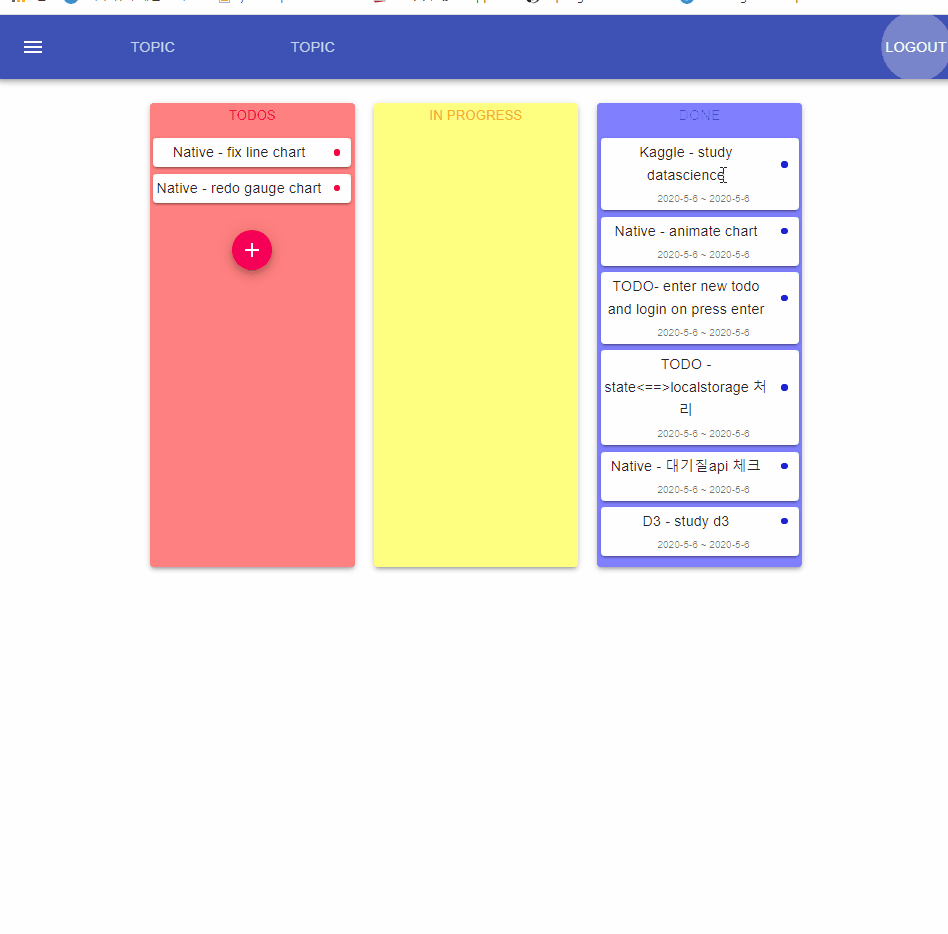 TOPIC
TOPIC
LOGOUT
TODOS
Native - fix line chart
Native - redo gauge chart
IN PROGRESS
DONE
Kaggle - study
datascience
2020-5-6 ~ 2020-5-6
Native - animate chart
2020-5-6 ~ 2020-5-6
TODO- enter new todo
and login on press enter
2020-5-6 ~ 2020-5-6
TODO -
state<==>localstorage 처
리
2020-5-6 ~ 2020-5-6
Native - 대기질api 체크
2020-5-6 ~ 2020-5-6
D3 - study d3
2020-5-6 ~ 2020-5-6